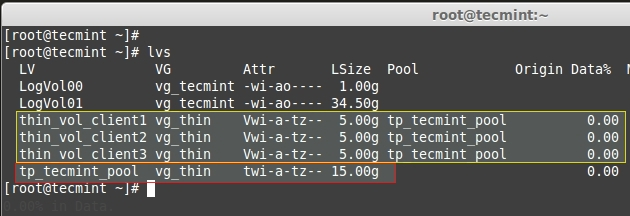 root@tecmint:~
[root@tecmint ~]#
[root@tecmint ~]# lvs
LV VG Attr LSize Pool Origin Data%
LogVol00 vg_tecmint -wi-ao---- 1.00g
LogVol01 vg_tecmint -wi-ao---- 34.50g
thin_vol_client1 vg_thin Vwi-a-tz-- 5.00g tp_tecmint_pool 0.00
thin_vol_client2 vg_thin Vwi-a-tz-- 5.00g tp_tecmint_pool 0.00
thin_vol_client3 vg_thin Vwi-a-tz-- 5.00g tp_tecmint_pool 0.00
tp_tecmint_pool vg_thin twi-a-tz-- 15.00g 0.00
[root@tecmint ~]#